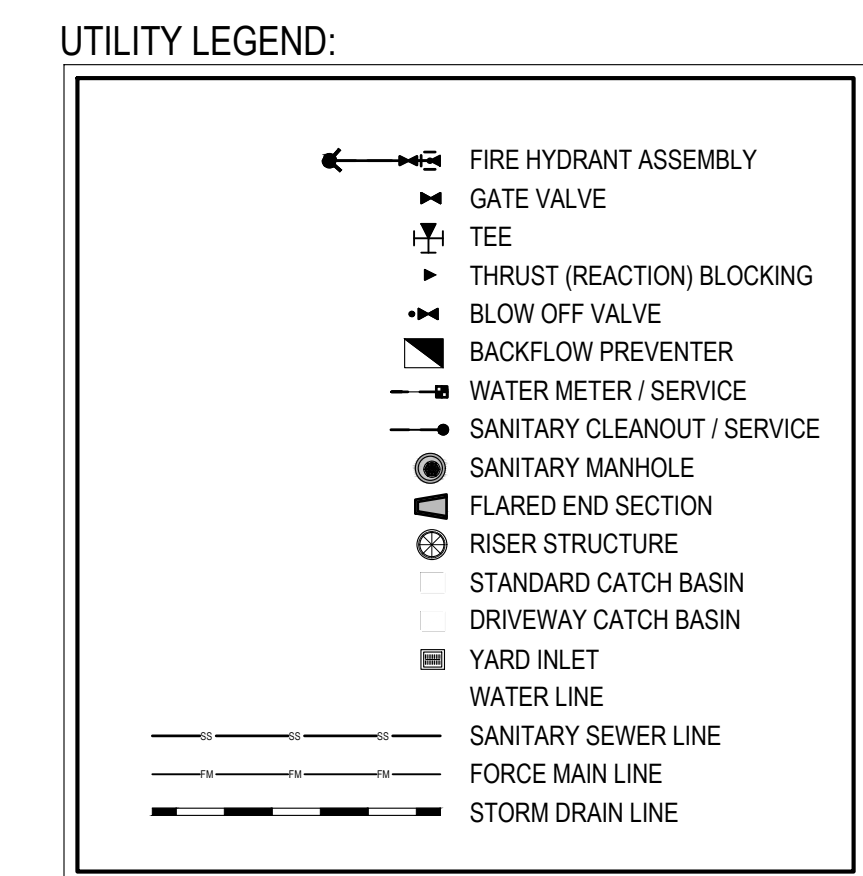 UTILITY LEGEND:
FIRE HYDRANT ASSEMBLY
GATE VALVE
TEE
THRUST (REACTION) BLOCKING
BLOW OFF VALVE
BACKFLOW PREVENTER
WATER METER / SERVICE
SANITARY CLEANOUT / SERVICE
SANITARY MANHOLE
FLARED END SECTION
RISER STRUCTURE
STANDARD CATCH BASIN
DRIVEWAY CATCH BASIN
YARD INLET
WATER LINE
SS SS SS SANITARY SEWER LINE
FM FM FM FORCE MAIN LINE
STORM DRAIN LINE